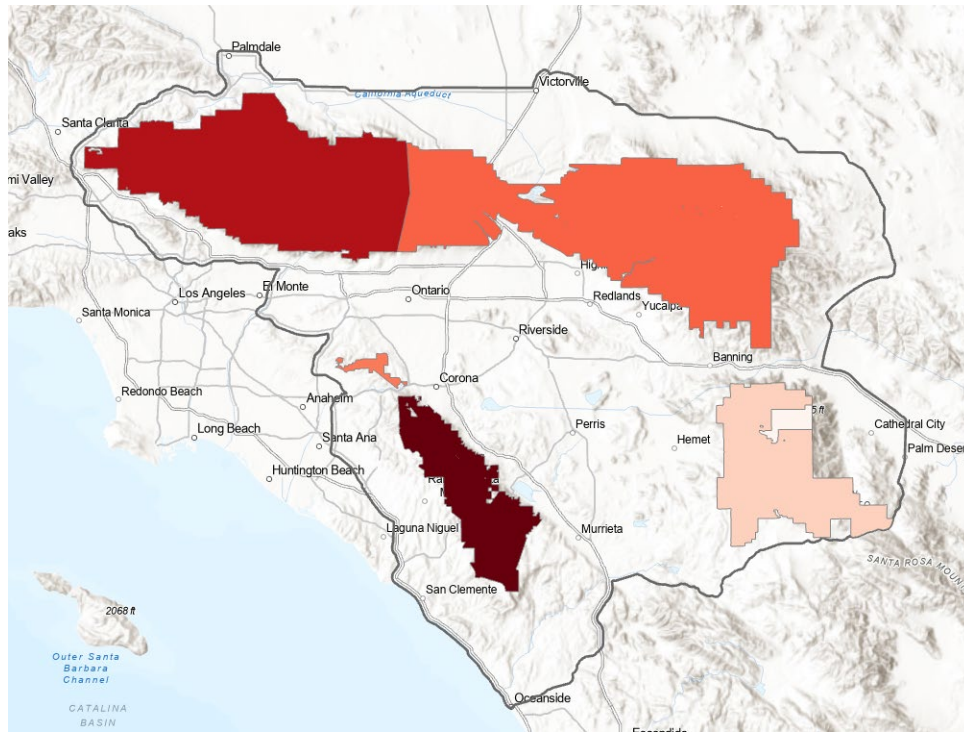 Palmdale
Victorville
California Aqueduct
Santa Clarita
mi Valley
aks
Los Angeles
El Monte
Ontario
Redlands
Yucaipa
Santa Monica
Riverside
Banning
Redondo Beach
Anaheim
Corona
Long Beach
Santa Ana
Perris
Hemet
Cathedral City
Palm Deser
Huntington Beach
Laguna Niguel
Murrieta
San Clemente
SANTA ROSA MOUN
2068 ft
Outer Santa
Barbara
Channel
CATALINA
BASIN
Oceanside